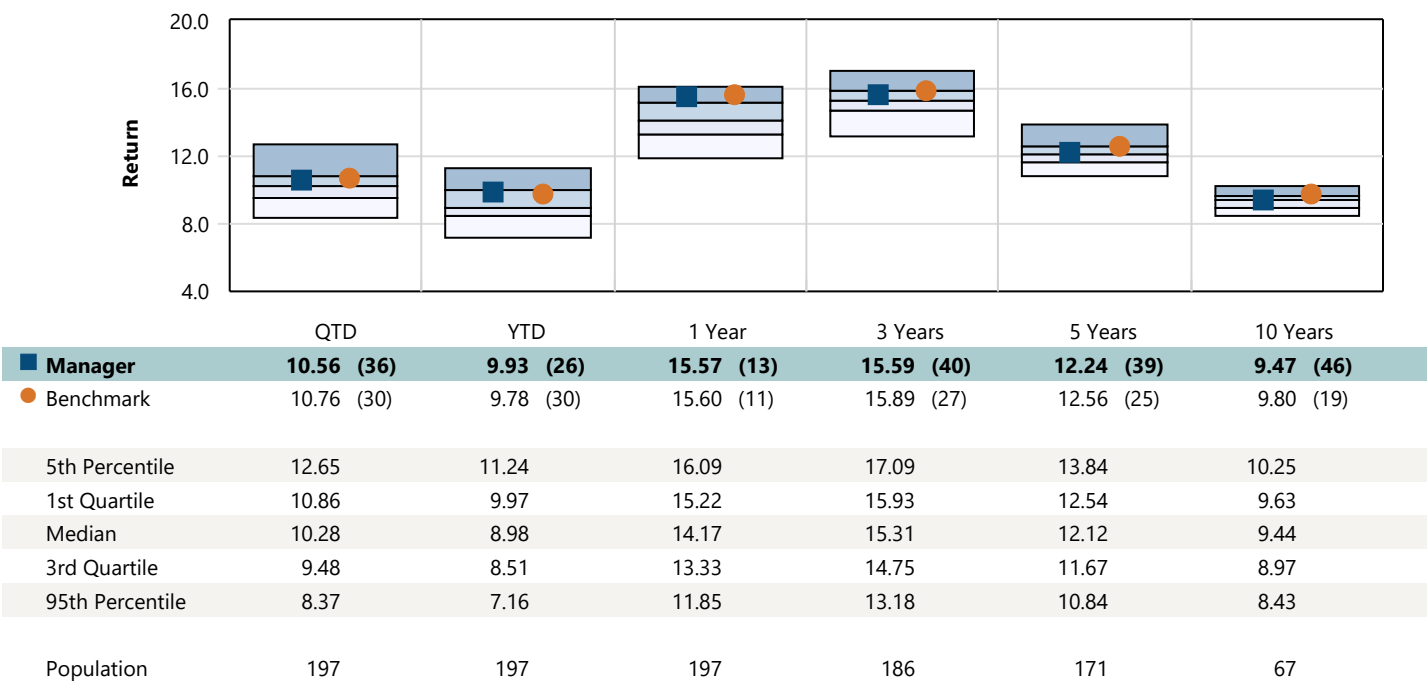 20.0
16.0
12.0
8.0
4.0
Return
QTD YTD 1 Year 3 Years 5 Years 10 Years
Manager 10.56 (36) 9.93 (26) 15.57 (13) 15.59 (40) 12.24 (39) 9.47 (46)
Benchmark 10.76 (30) 9.78 (30) 15.60 (11) 15.89 (27) 12.56 (25) 9.80 (19)
5th Percentile 12.65 11.24 16.09 17.09 13.84 10.25
1st Quartile 10.86 9.97 15.22 15.93 12.54 9.63
Median 10.28 8.98 14.17 15.31 12.12 9.44
3rd Quartile 9.48 8.51 13.33 14.75 11.67 8.97
95th Percentile 8.37 7.16 11.85 13.18 10.84 8.43
Population 197 197 197 186 171 67